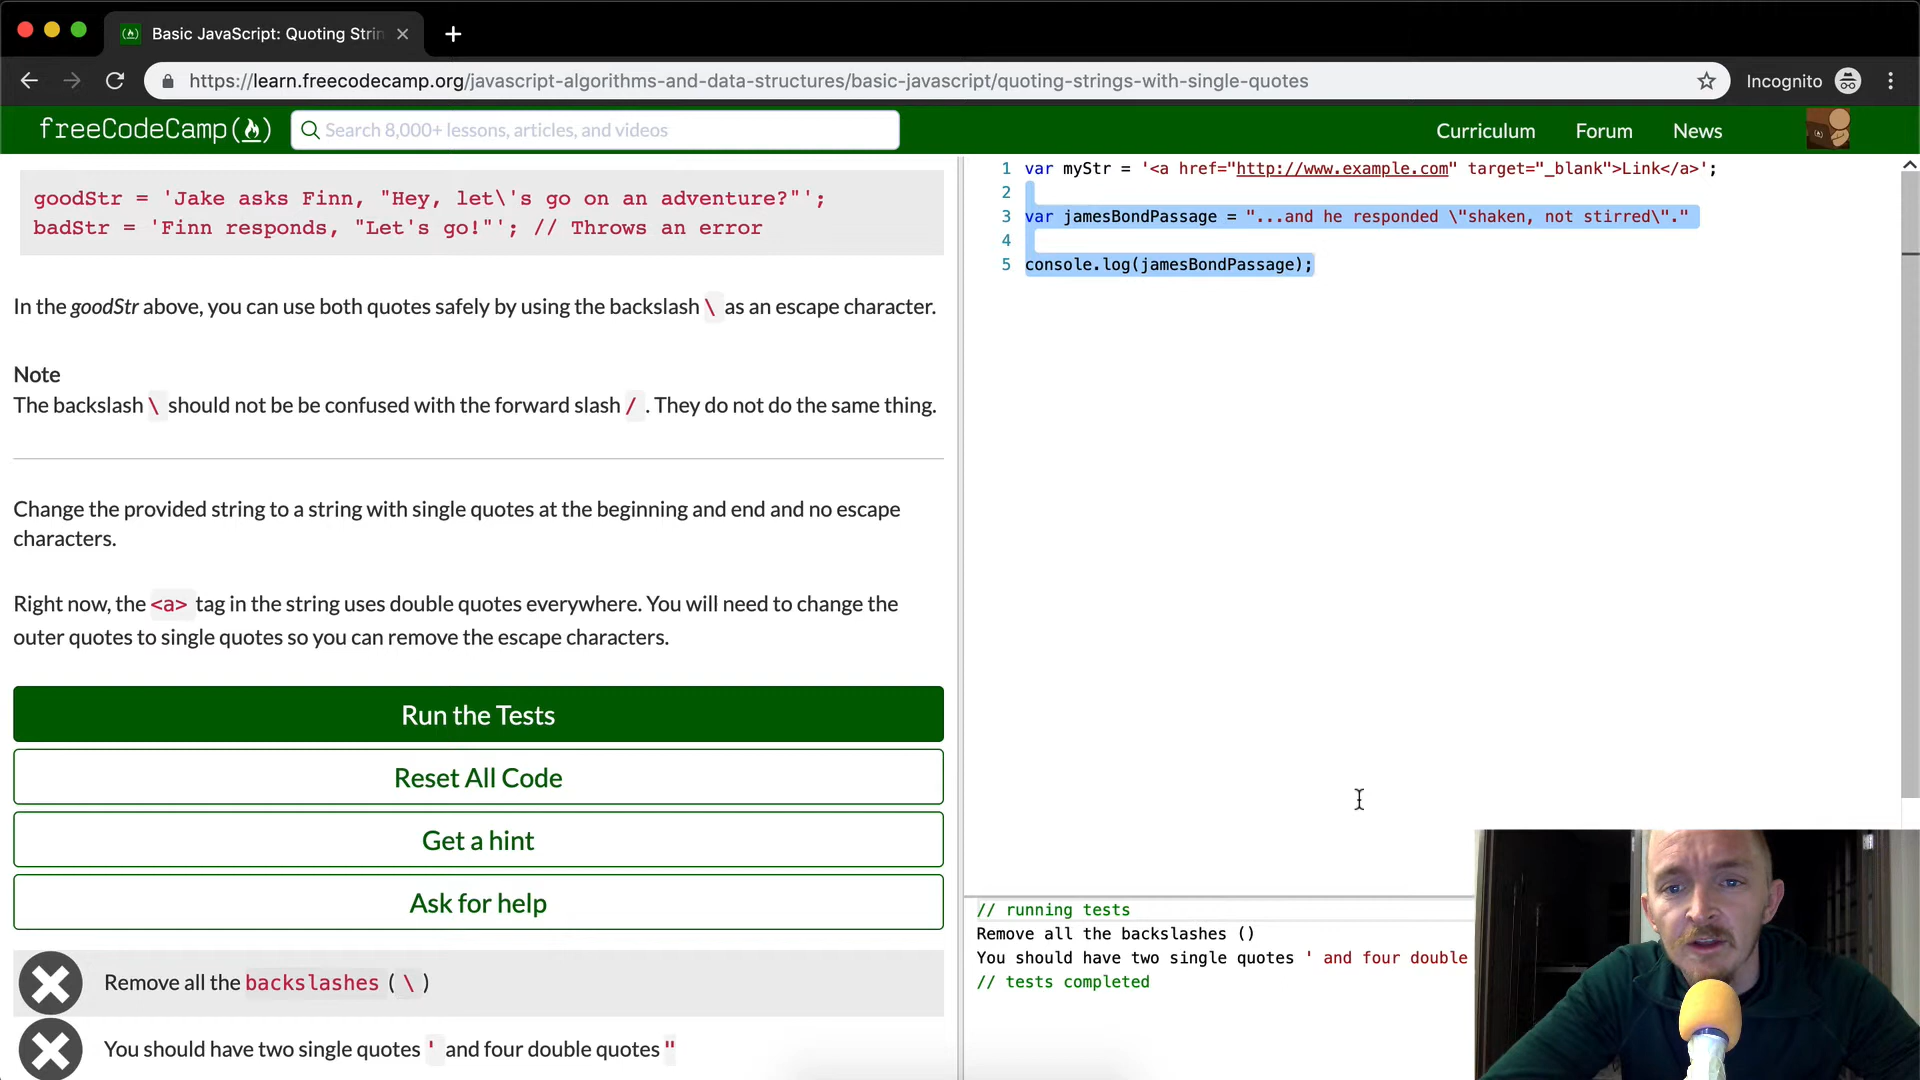 Basic JavaScript: Quoting Strin
https://learn.freecodecamp.org/javascript-algorithms-and-data-structures/basic-javascript/quoting-strings-with-single-quotes
Incognito
freeCodeCamp
Search 8,000+ lessons, articles, and videos
Curriculum
Forum
News
goodStr = 'Jake asks Finn, "Hey, let\'s go on an adventure?"';
badStr = 'Finn responds, "Let's go!"'; // Throws an error
In the goodStr above, you can use both quotes safely by using the backslash \ as an escape character.
Note
The backslash \ should not be be confused with the forward slash / . They do not do the same thing.
Change the provided string to a string with single quotes at the beginning and end and no escape
characters.
Right now, the <a> tag in the string uses double quotes everywhere. You will need to change the
outer quotes to single quotes so you can remove the escape characters.
Run the Tests
Reset All Code
Get a hint
Ask for help
Remove all the backslashes ( \ )
You should have two single quotes ' and four double quotes "
1 var myStr = '<a href="http://www.example.com" target="_blank">Link</a>';
2
3 var jamesBondPassage = "...and he responded \"shaken, not stirred\"."
4
5 console.log(jamesBondPassage);
// running tests
Remove all the backslashes ()
You should have two single quotes ' and four double
// tests completed